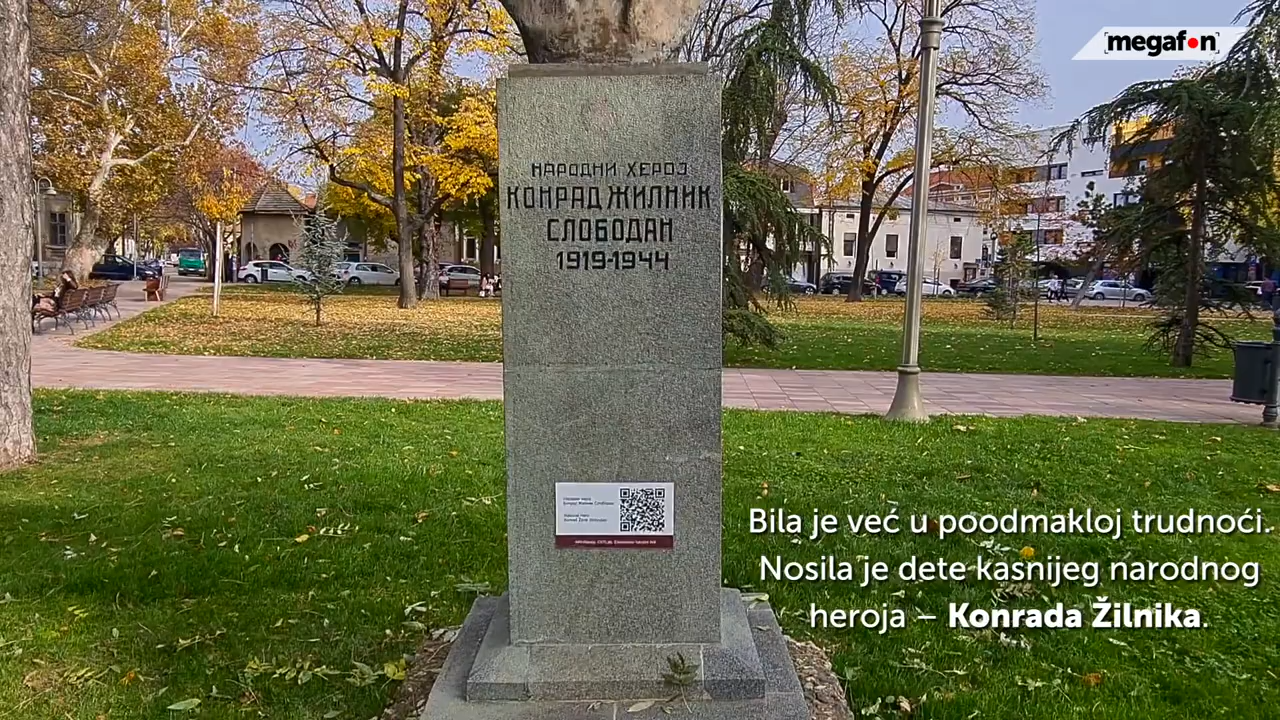 megafon
НАРОДНИ ХЕРОЈ
КОНРАД ЖИЛНИК
СЛОБОДАН
1919-1944
Bila je već u poodmakloj trudnoći.
Nosila je dete kasnijeg narodnog
heroja – Konrada Žilnika.